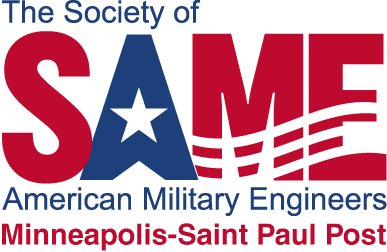 The Society of
SAME
American Military Engineers
Minneapolis-Saint Paul Post